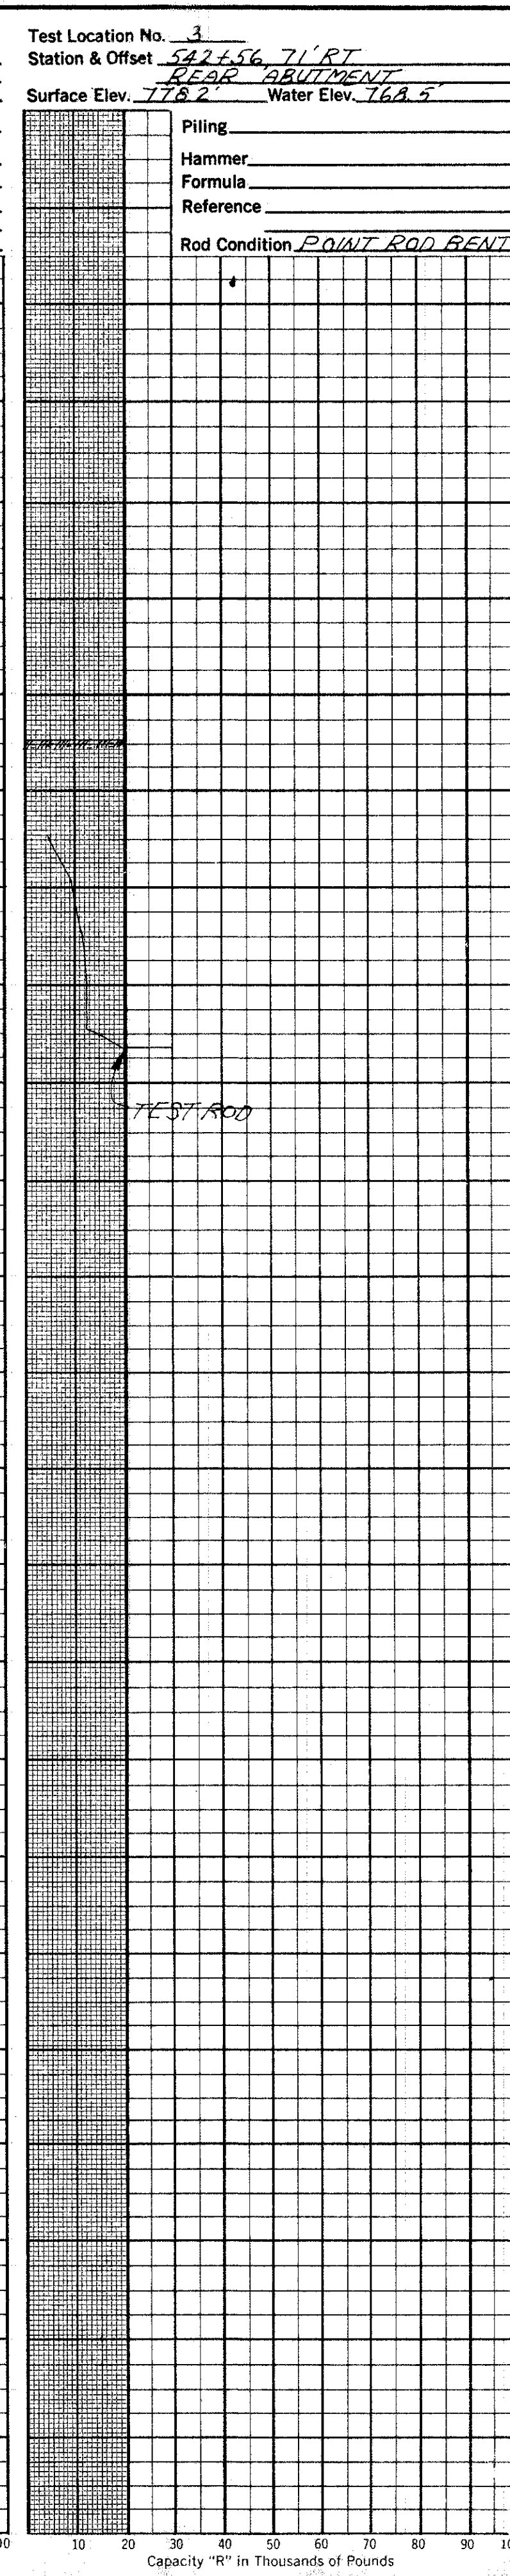 Test Location No. 3
Station & Offset 542+56, 71' RT
REAR ABUTMENT
Surface Elev. 778.2' Water Elev. 768.5'
Piling
Hammer
Formula
Reference
Rod Condition POINT ROD BENT
TEST ROD
10 20 30 40 50 60 70 80 90
Capacity "R" in Thousands of Pounds